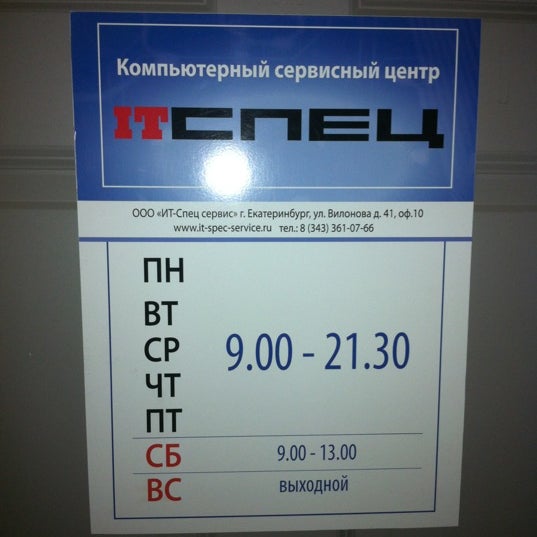 Компьютерный сервисный центр
ITСПЕЦ
ООО «ИТ-Спец сервис» г. Екатеринбург, ул. Вилонова д. 41, оф.10
www.it-spec-service.ru тел.: 8 (343) 361-07-66
ПН
ВТ
СР 9.00 - 21.30
ЧТ
ПТ
СБ 9.00 - 13.00
ВС выходной